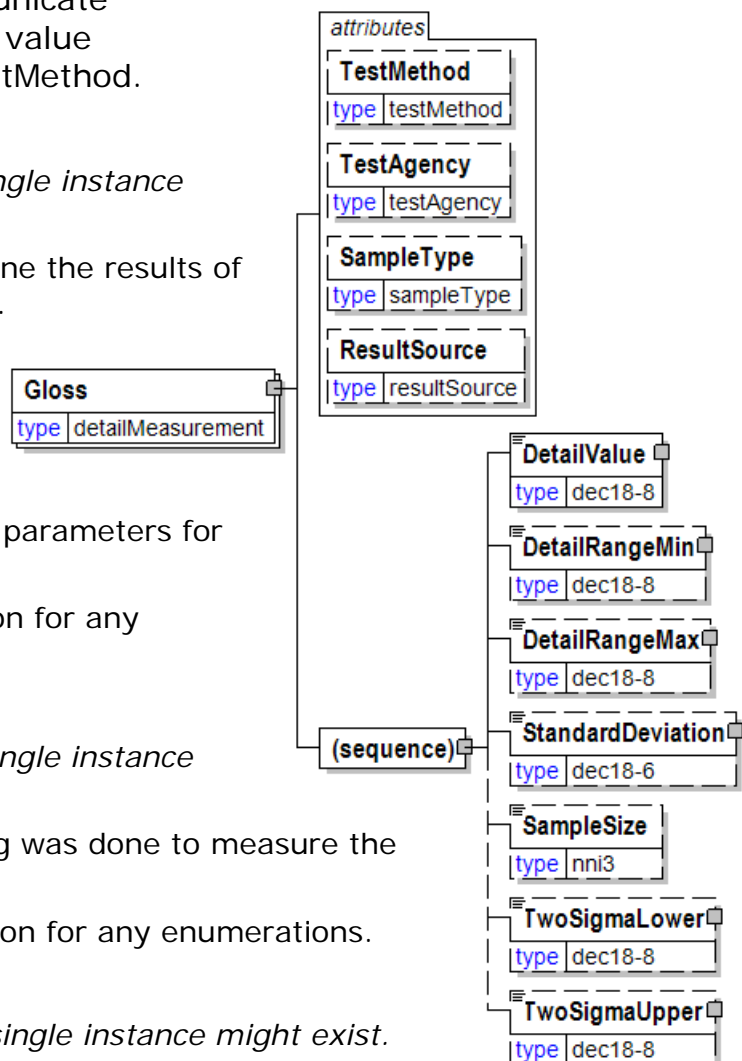 unicate
value
tMethod.
ngle instance
ne the results of
.
parameters for
on for any
ngle instance
g was done to measure the
on for any enumerations.
single instance might exist.
Gloss
type detailMeasurement
attributes
TestMethod
type testMethod
TestAgency
type testAgency
SampleType
type sampleType
ResultSource
type resultSource
(sequence)
DetailValue
type dec18-8
DetailRangeMin
type dec18-8
DetailRangeMax
type dec18-8
StandardDeviation
type dec18-6
SampleSize
type nni3
TwoSigmaLower
type dec18-8
TwoSigmaUpper
type dec18-8